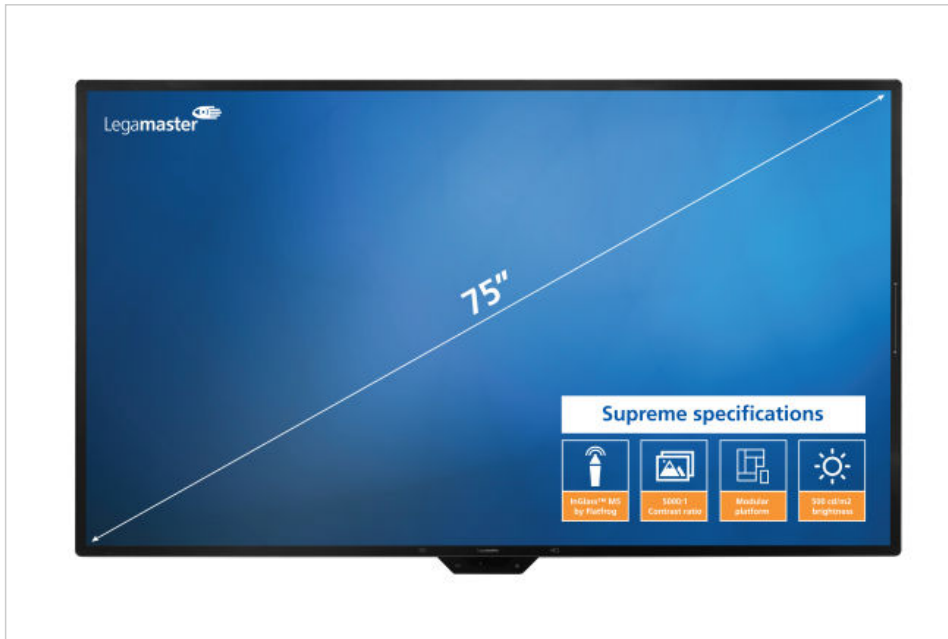 Legamaster
75"
Supreme specifications
InGlass™ MS
by Flatfrog
5000:1
Contrast ratio
Modular
platform
500 cd/m2
brightness